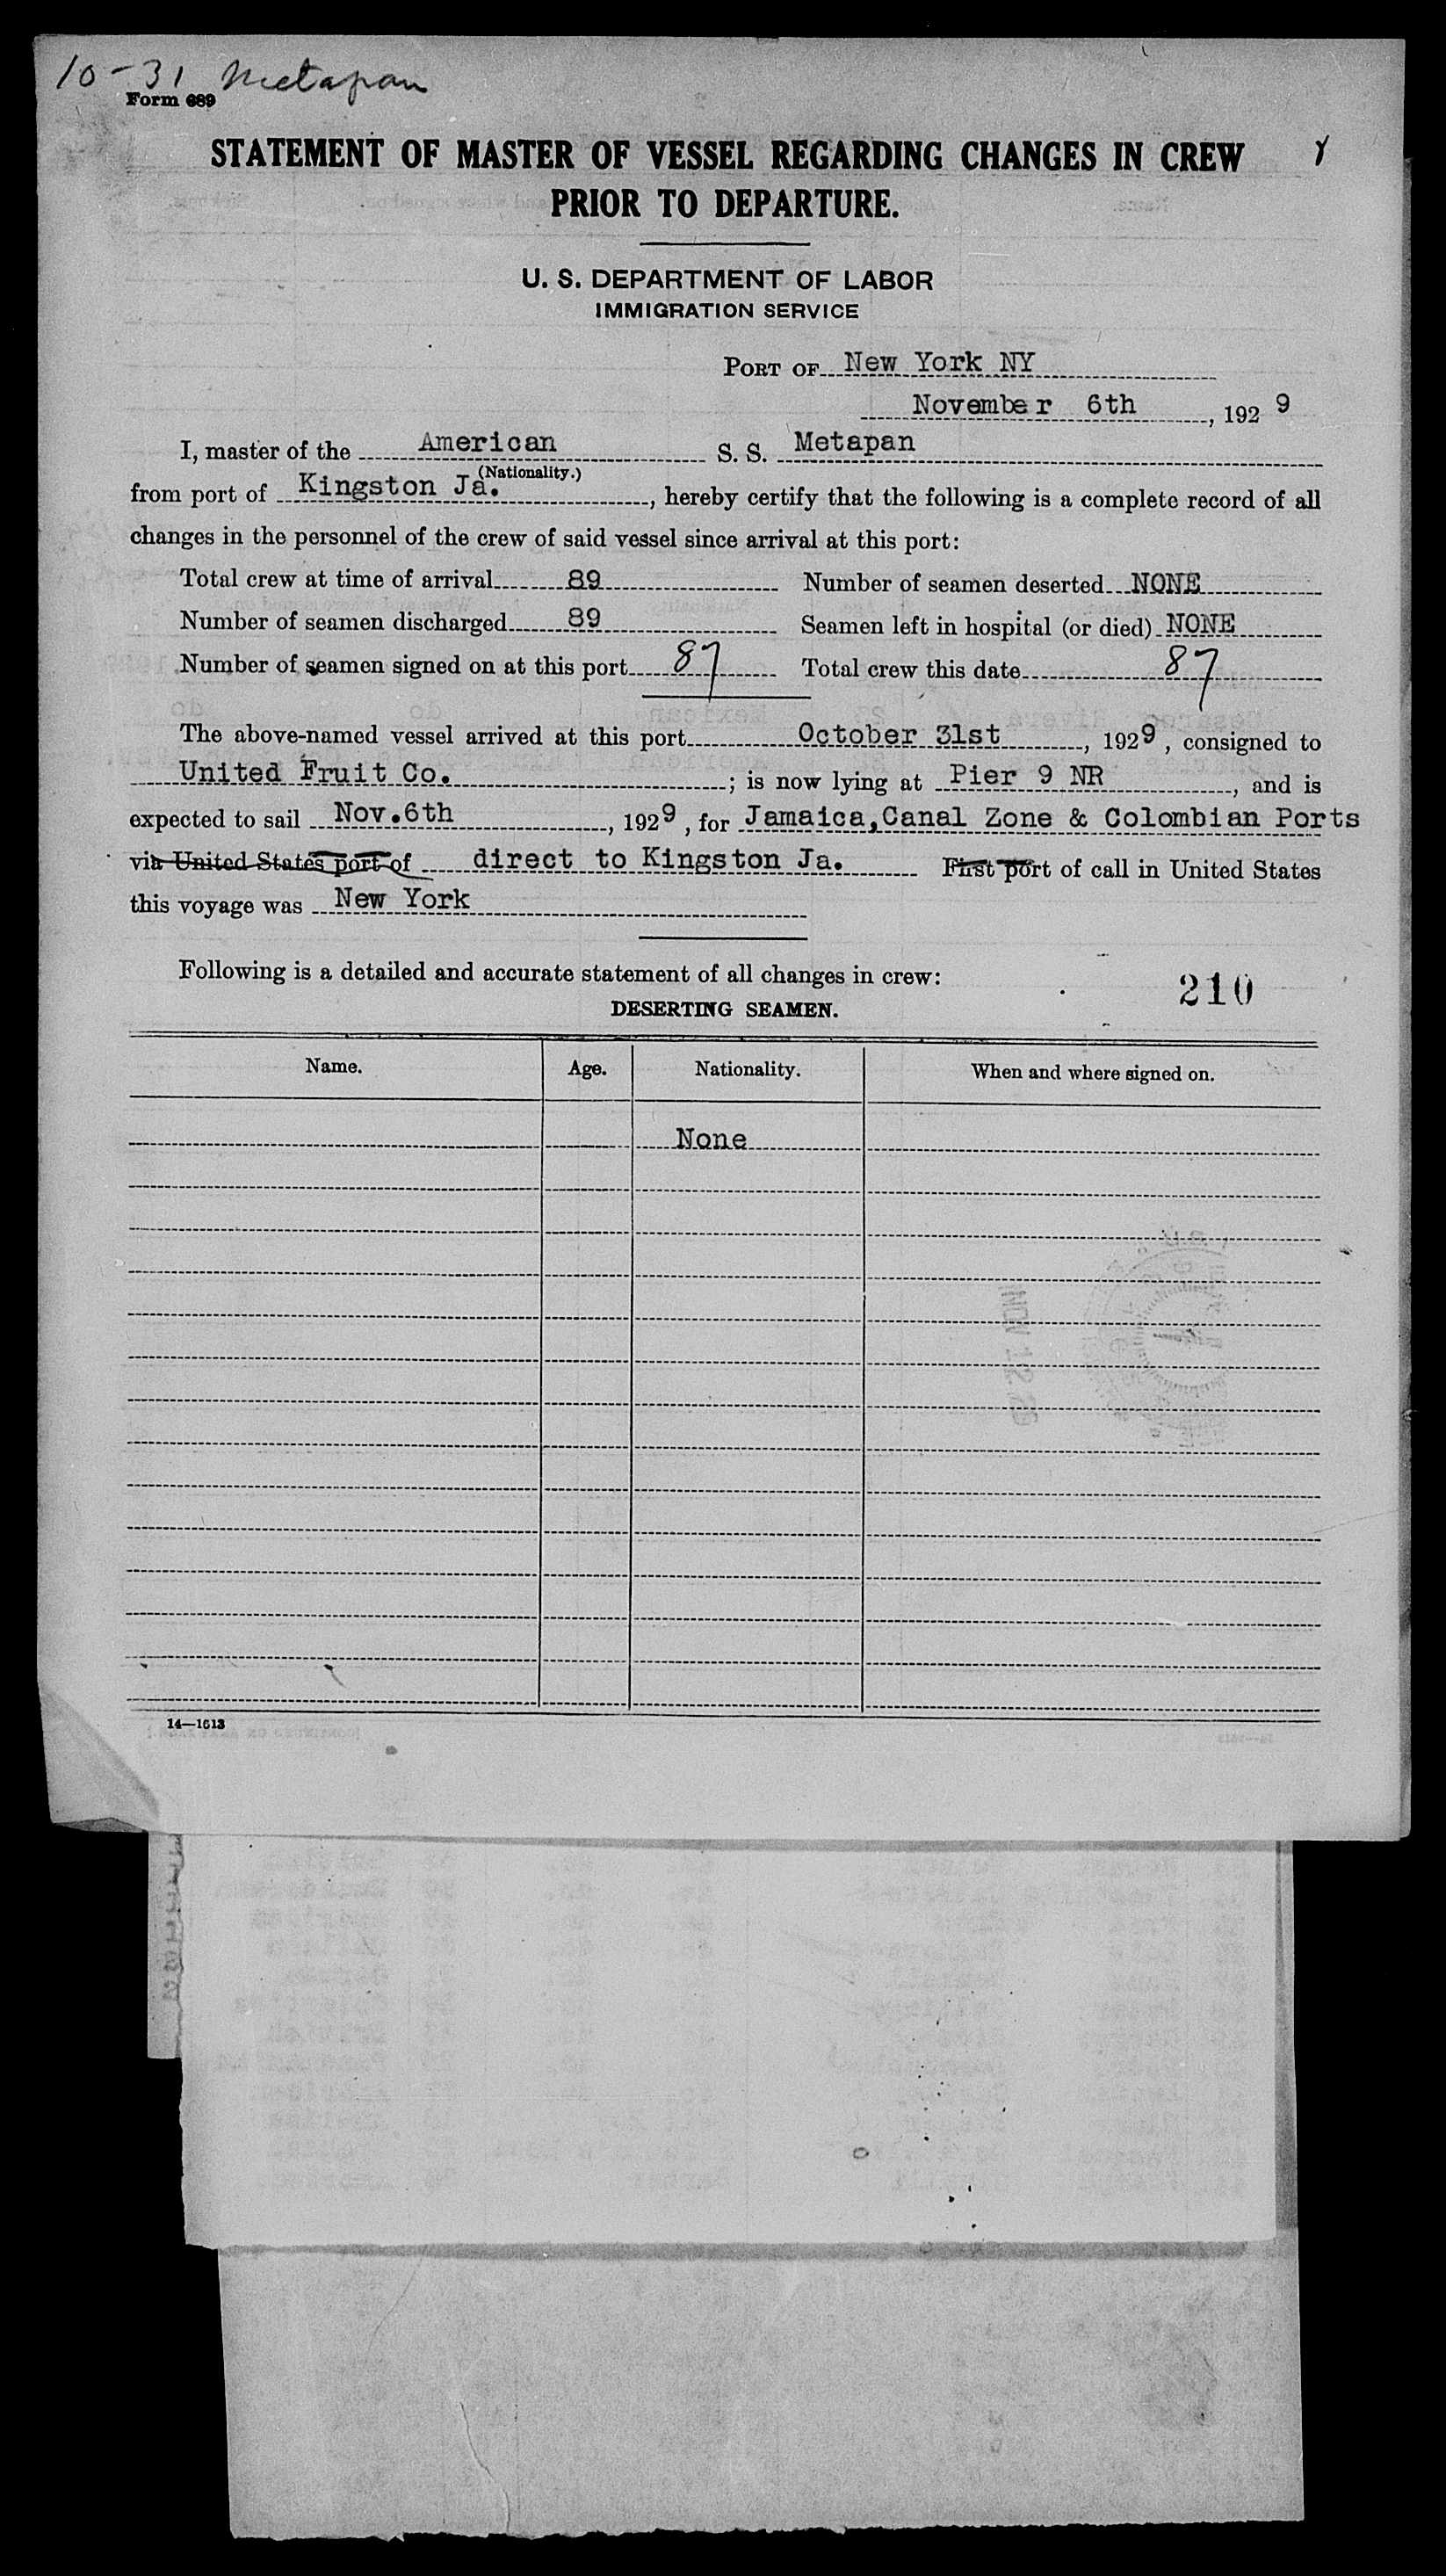 10-31 Metapan
Form 689
STATEMENT OF MASTER OF VESSEL REGARDING CHANGES IN CREW
PRIOR TO DEPARTURE.
U. S. DEPARTMENT OF LABOR
IMMIGRATION SERVICE
PORT OF New York NY
November 6th, 1929
I, master of the American S. S. Metapan
(Nationality.)
from port of Kingston Ja., hereby certify that the following is a complete record of all
changes in the personnel of the crew of said vessel since arrival at this port:
Total crew at time of arrival 89 Number of seamen deserted NONE
Number of seamen discharged 89 Seamen left in hospital (or died) NONE
Number of seamen signed on at this port 87 Total crew this date 87
The above-named vessel arrived at this port October 31st, 1929, consigned to
United Fruit Co.; is now lying at Pier 9 NR, and is
expected to sail Nov.6th, 1929, for Jamaica,Canal Zone & Colombian Ports
via United States port of direct to Kingston Ja. First port of call in United States
this voyage was New York
Following is a detailed and accurate statement of all changes in crew:
210
DESERTING SEAMEN.
Name. Age. Nationality. When and where signed on.
None
14—1613